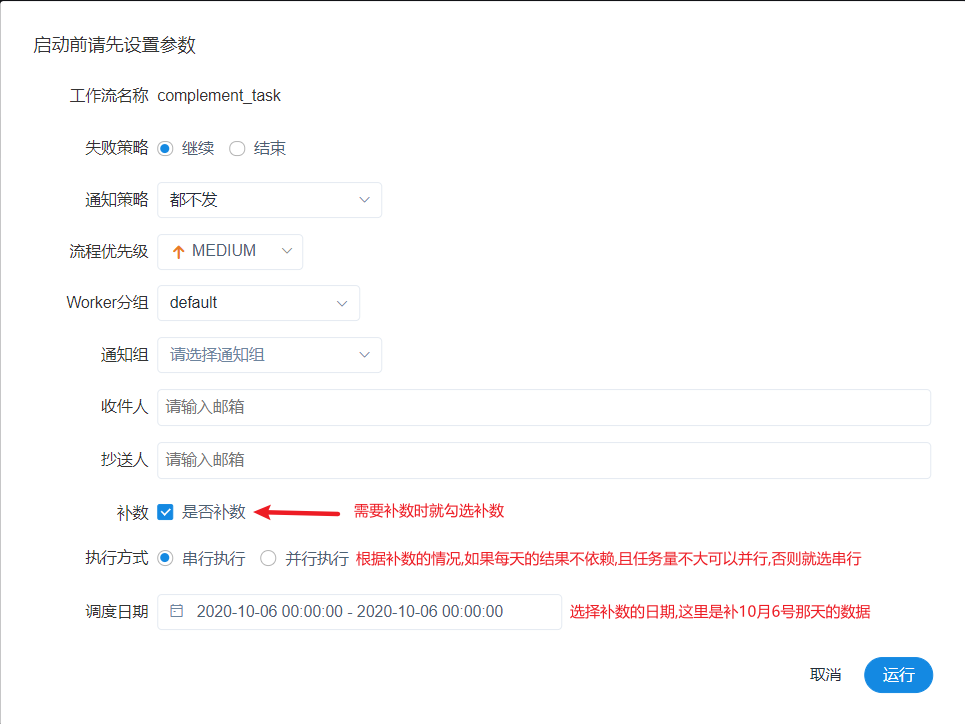 启动前请先设置参数
工作流名称 complement_task
失败策略 继续 结束
通知策略 都不发
流程优先级 MEDIUM
Worker分组 default
通知组 请选择通知组
收件人 请输入邮箱
抄送人 请输入邮箱
补数 是否补数 需要补数时就勾选补数
执行方式 串行执行 并行执行 根据补数的情况,如果每天的结果不依赖,且任务量不大可以并行,否则就选串行
调度日期 2020-10-06 00:00:00 - 2020-10-06 00:00:00 选择补数的日期,这里是补10月6号那天的数据
取消 运行